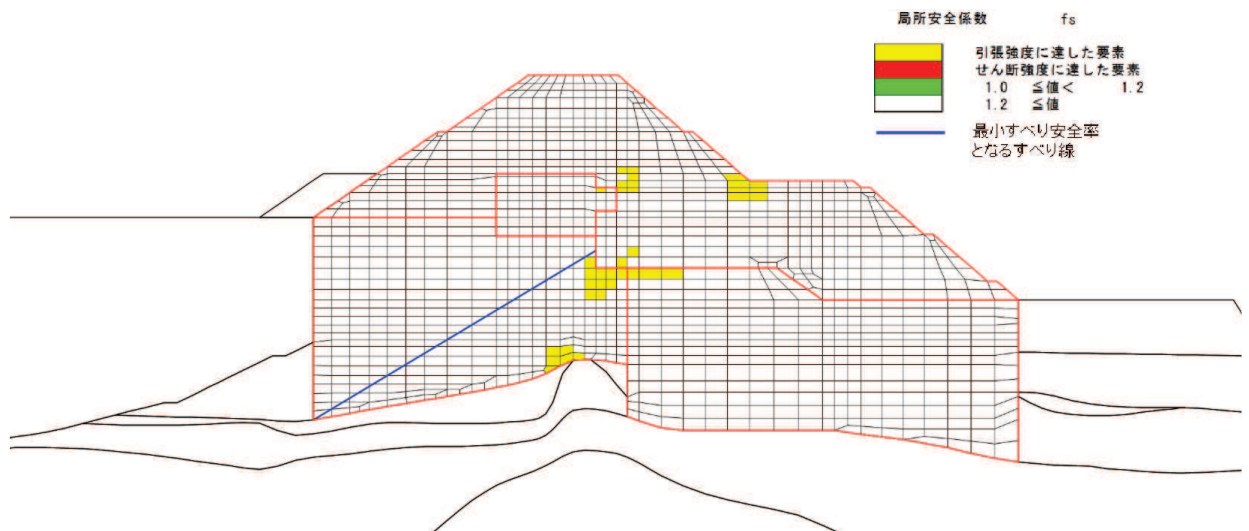 局所安全係数 fs
引張強度に達した要素
せん断強度に達した要素
1.0 ≦値< 1.2
1.2 ≦値
最小すべり安全率
となるすべり線